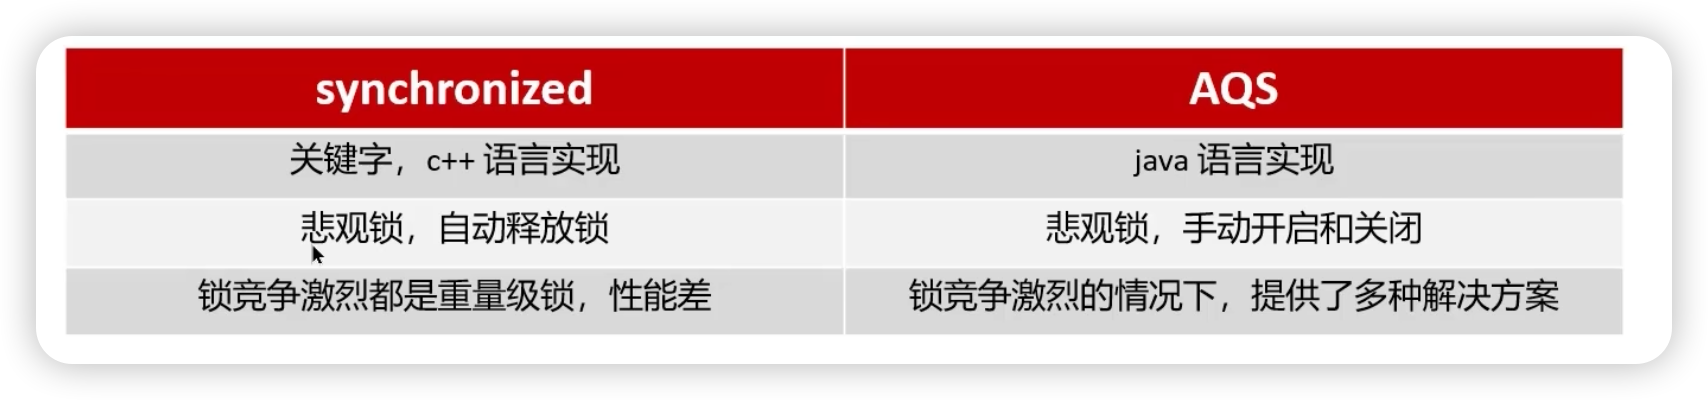 synchronized AQS
关键字，c++ 语言实现 java 语言实现
悲观锁，自动释放锁 悲观锁，手动开启和关闭
锁竞争激烈都是重量级锁，性能差 锁竞争激烈的情况下，提供了多种解决方案